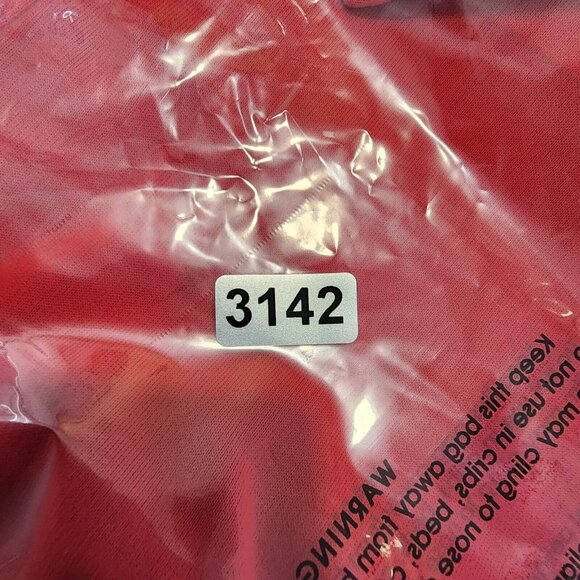 3142
WARNING
Keep this bag away from
not use in cribs, beds,
may cling to nose